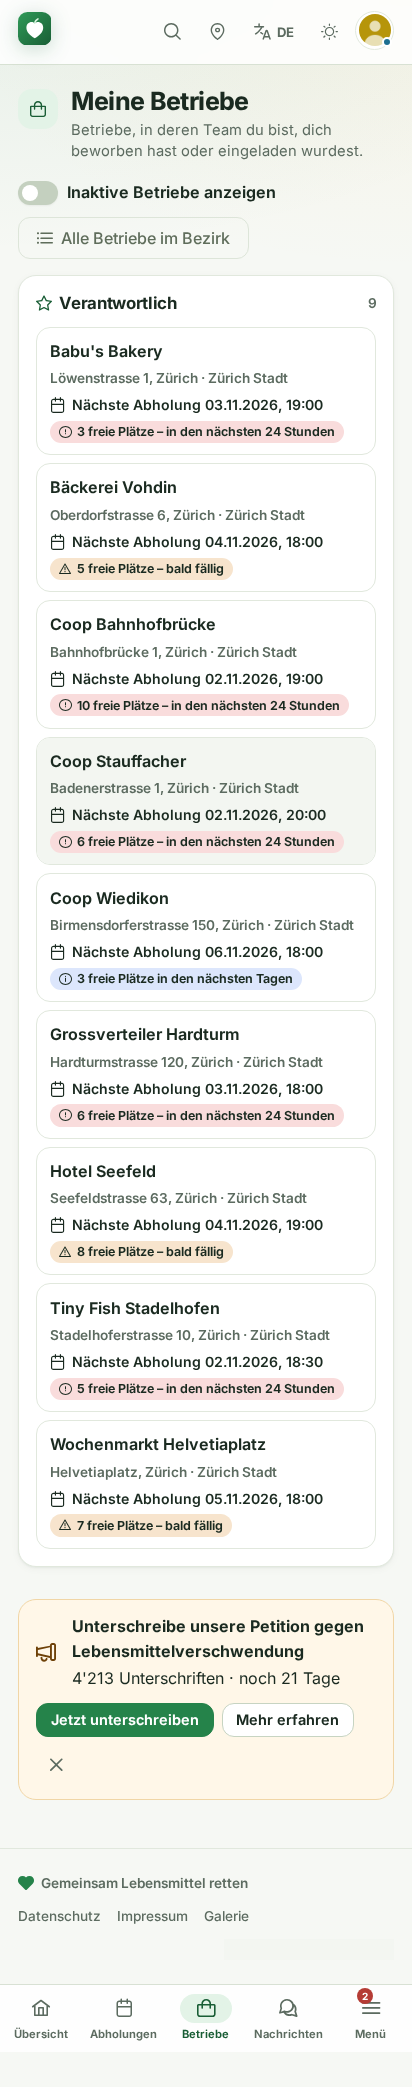 DE
Meine Betriebe
Betriebe, in deren Team du bist, dich
beworben hast oder eingeladen wurdest.
Inaktive Betriebe anzeigen
Alle Betriebe im Bezirk
Verantwortlich 9
Babu's Bakery
Löwenstrasse 1, Zürich · Zürich Stadt
Nächste Abholung 03.11.2026, 19:00
3 freie Plätze – in den nächsten 24 Stunden
Bäckerei Vohdin
Oberdorfstrasse 6, Zürich · Zürich Stadt
Nächste Abholung 04.11.2026, 18:00
5 freie Plätze – bald fällig
Coop Bahnhofbrücke
Bahnhofbrücke 1, Zürich · Zürich Stadt
Nächste Abholung 02.11.2026, 19:00
10 freie Plätze – in den nächsten 24 Stunden
Coop Stauffacher
Badenerstrasse 1, Zürich · Zürich Stadt
Nächste Abholung 02.11.2026, 20:00
6 freie Plätze – in den nächsten 24 Stunden
Coop Wiedikon
Birmensdorferstrasse 150, Zürich · Zürich Stadt
Nächste Abholung 06.11.2026, 18:00
3 freie Plätze in den nächsten Tagen
Grossverteiler Hardturm
Hardturmstrasse 120, Zürich · Zürich Stadt
Nächste Abholung 03.11.2026, 18:00
6 freie Plätze – in den nächsten 24 Stunden
Hotel Seefeld
Seefeldstrasse 63, Zürich · Zürich Stadt
Nächste Abholung 04.11.2026, 19:00
8 freie Plätze – bald fällig
Tiny Fish Stadelhofen
Stadelhoferstrasse 10, Zürich · Zürich Stadt
Nächste Abholung 02.11.2026, 18:30
5 freie Plätze – in den nächsten 24 Stunden
Wochenmarkt Helvetiaplatz
Helvetiaplatz, Zürich · Zürich Stadt
Nächste Abholung 05.11.2026, 18:00
7 freie Plätze – bald fällig
Unterschreibe unsere Petition gegen
Lebensmittelverschwendung
4'213 Unterschriften · noch 21 Tage
Jetzt unterschreiben Mehr erfahren
Gemeinsam Lebensmittel retten
Datenschutz Impressum Galerie
2
Übersicht Abholungen Betriebe Nachrichten Menü